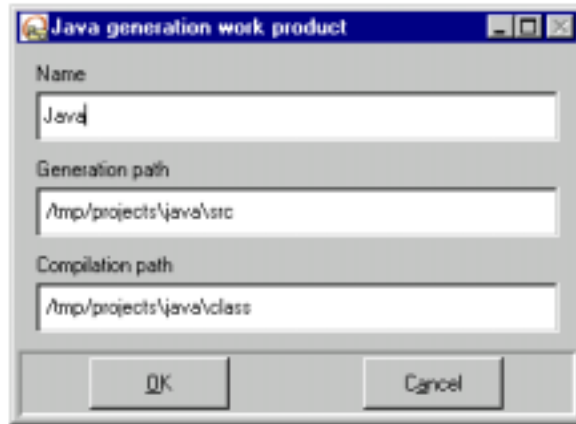 Java generation work product
Name
Java
Generation path
/tmp/projects\java\src
Compilation path
/tmp/projects\java\class
OK
Cancel